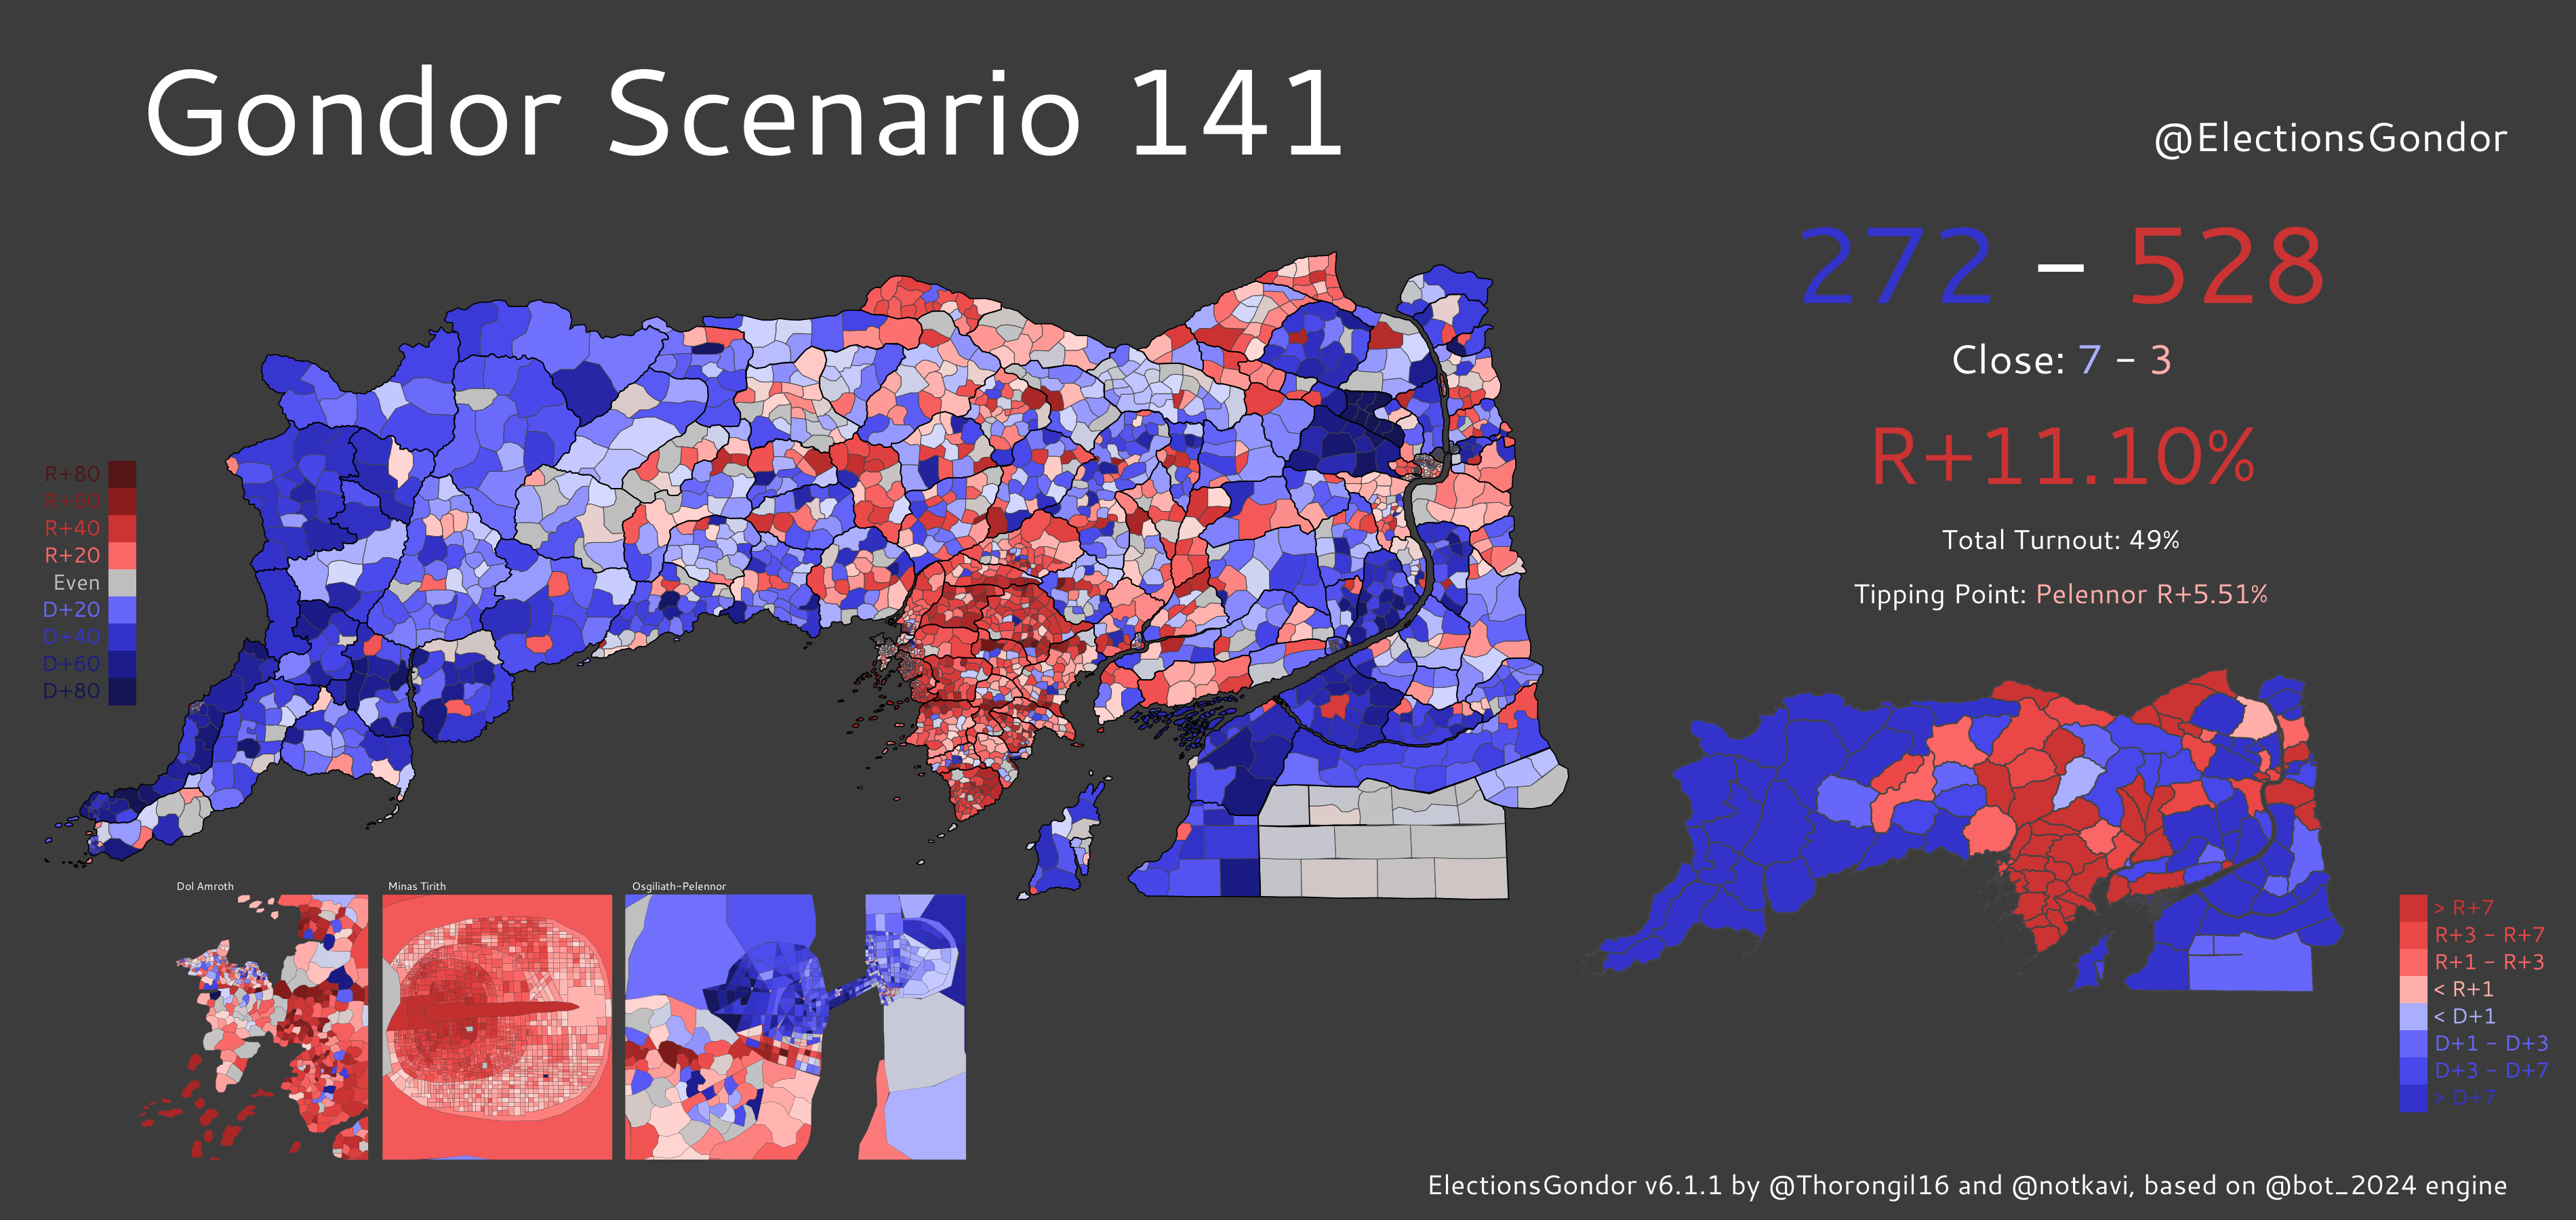 Gondor Scenario 141
@ElectionsGondor
272 – 528
Close: 7 – 3
R+11.10%
Total Turnout: 49%
Tipping Point: Pelennor R+5.51%
R+80
R+60
R+40
R+20
Even
D+20
D+40
D+60
D+80
Dol Amroth
Minas Tirith
Osgiliath-Pelennor
> R+7
R+3 – R+7
R+1 – R+3
< R+1
< D+1
D+1 – D+3
D+3 – D+7
> D+7
ElectionsGondor v6.1.1 by @Thorongil16 and @notkavi, based on @bot_2024 engine